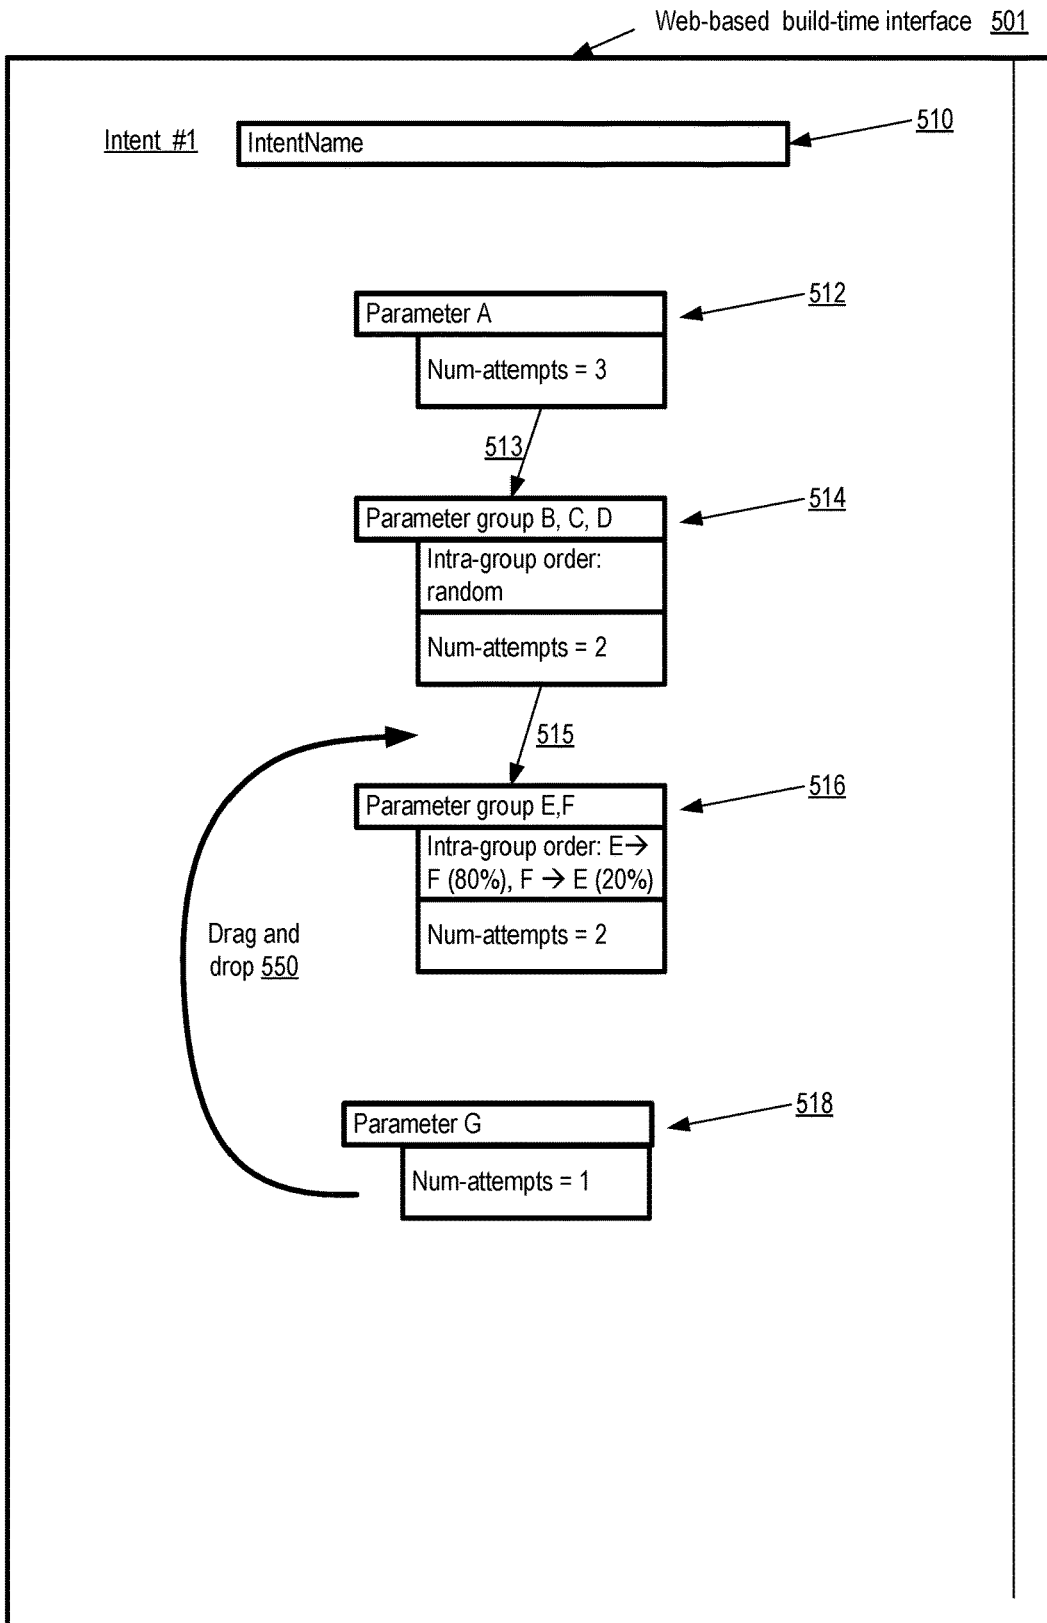 Web-based build-time interface 501
510
Intent #1 IntentName
512
Parameter A
Num-attempts = 3
513
514
Parameter group B, C, D
Intra-group order:
random
Num-attempts = 2
515
516
Parameter group E,F
Intra-group order: E→
F (80%), F → E (20%)
Num-attempts = 2
Drag and
drop 550
518
Parameter G
Num-attempts = 1